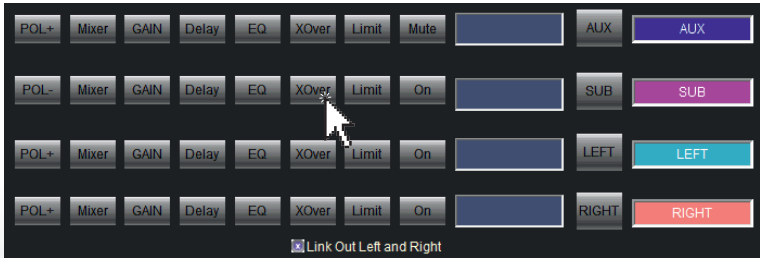 POL+ Mixer GAIN Delay EQ XOver Limit Mute AUX AUX
POL- Mixer GAIN Delay EQ XOver Limit On SUB SUB
POL+ Mixer GAIN Delay EQ XOver Limit On LEFT LEFT
POL+ Mixer GAIN Delay EQ XOver Limit On RIGHT RIGHT
x Link Out Left and Right